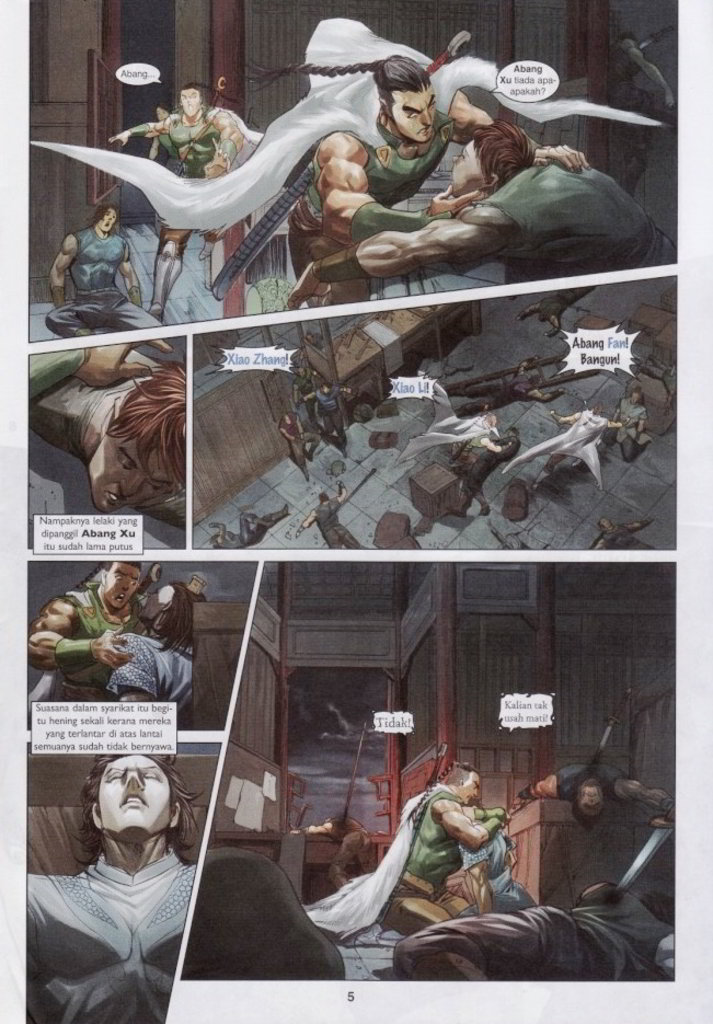 Abang...
Abang
Xu tiada apa-
apakah?
Xiao Zhang!
Xiao Li!
Abang Fan!
Bangun!
Nampaknya lelaki yang
dipanggil Abang Xu
itu sudah lama putus
Suasana dalam syarikat itu begi-
tu hening sekali kerana mereka
yang terlantar di atas lantai
semuanya sudah tidak bernyawa.
Tidak!
Kalian tak
usah mati!
5